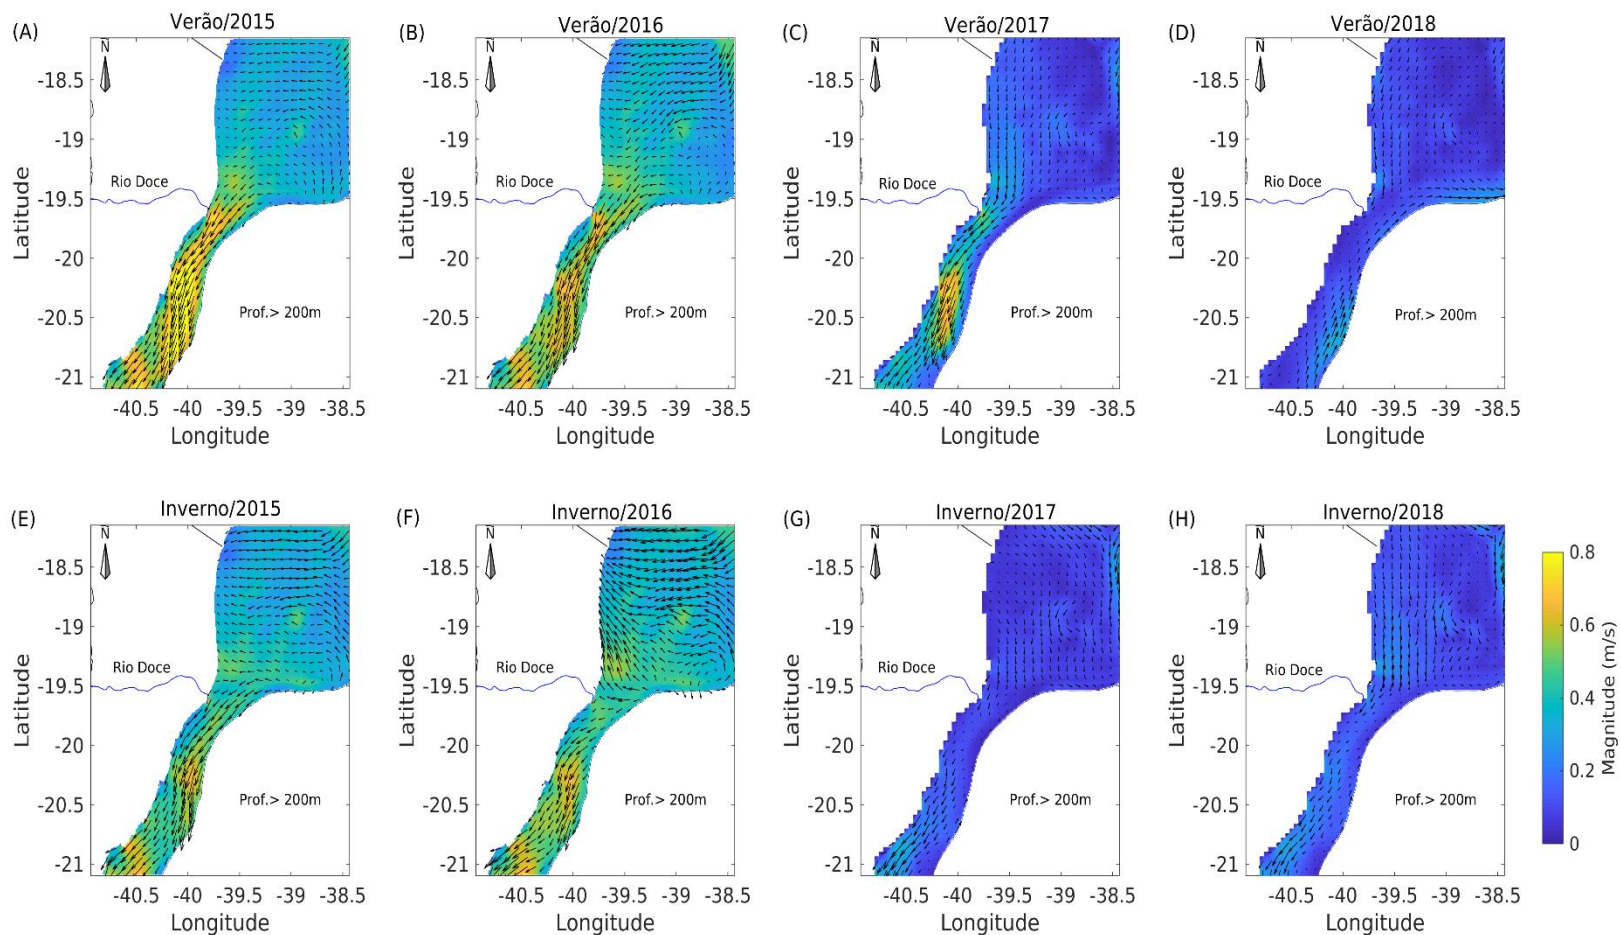 (A)
Verão/2015
N
-18.5
-19
-19.5
-20
-20.5
-21
Latitude
Rio Doce
Prof.> 200m
-40.5 -40 -39.5 -39 -38.5
Longitude
(B)
Verão/2016
N
-18.5
-19
-19.5
-20
-20.5
-21
Latitude
Rio Doce
Prof.> 200m
-40.5 -40 -39.5 -39 -38.5
Longitude
(C)
Verão/2017
N
-18.5
-19
-19.5
-20
-20.5
-21
Latitude
Rio Doce
Prof.> 200m
-40.5 -40 -39.5 -39 -38.5
Longitude
(D)
Verão/2018
N
-18.5
-19
-19.5
-20
-20.5
-21
Latitude
Rio Doce
Prof.> 200m
-40.5 -40 -39.5 -39 -38.5
Longitude
(E)
Inverno/2015
N
-18.5
-19
-19.5
-20
-20.5
-21
Latitude
Rio Doce
Prof.> 200m
-40.5 -40 -39.5 -39 -38.5
Longitude
(F)
Inverno/2016
N
-18.5
-19
-19.5
-20
-20.5
-21
Latitude
Rio Doce
Prof.> 200m
-40.5 -40 -39.5 -39 -38.5
Longitude
(G)
Inverno/2017
N
-18.5
-19
-19.5
-20
-20.5
-21
Latitude
Rio Doce
Prof.> 200m
-40.5 -40 -39.5 -39 -38.5
Longitude
(H)
Inverno/2018
N
-18.5
-19
-19.5
-20
-20.5
-21
Latitude
Rio Doce
Prof.> 200m
-40.5 -40 -39.5 -39 -38.5
Longitude
0.8
0.6
0.4
0.2
0
Magnitude (m/s)